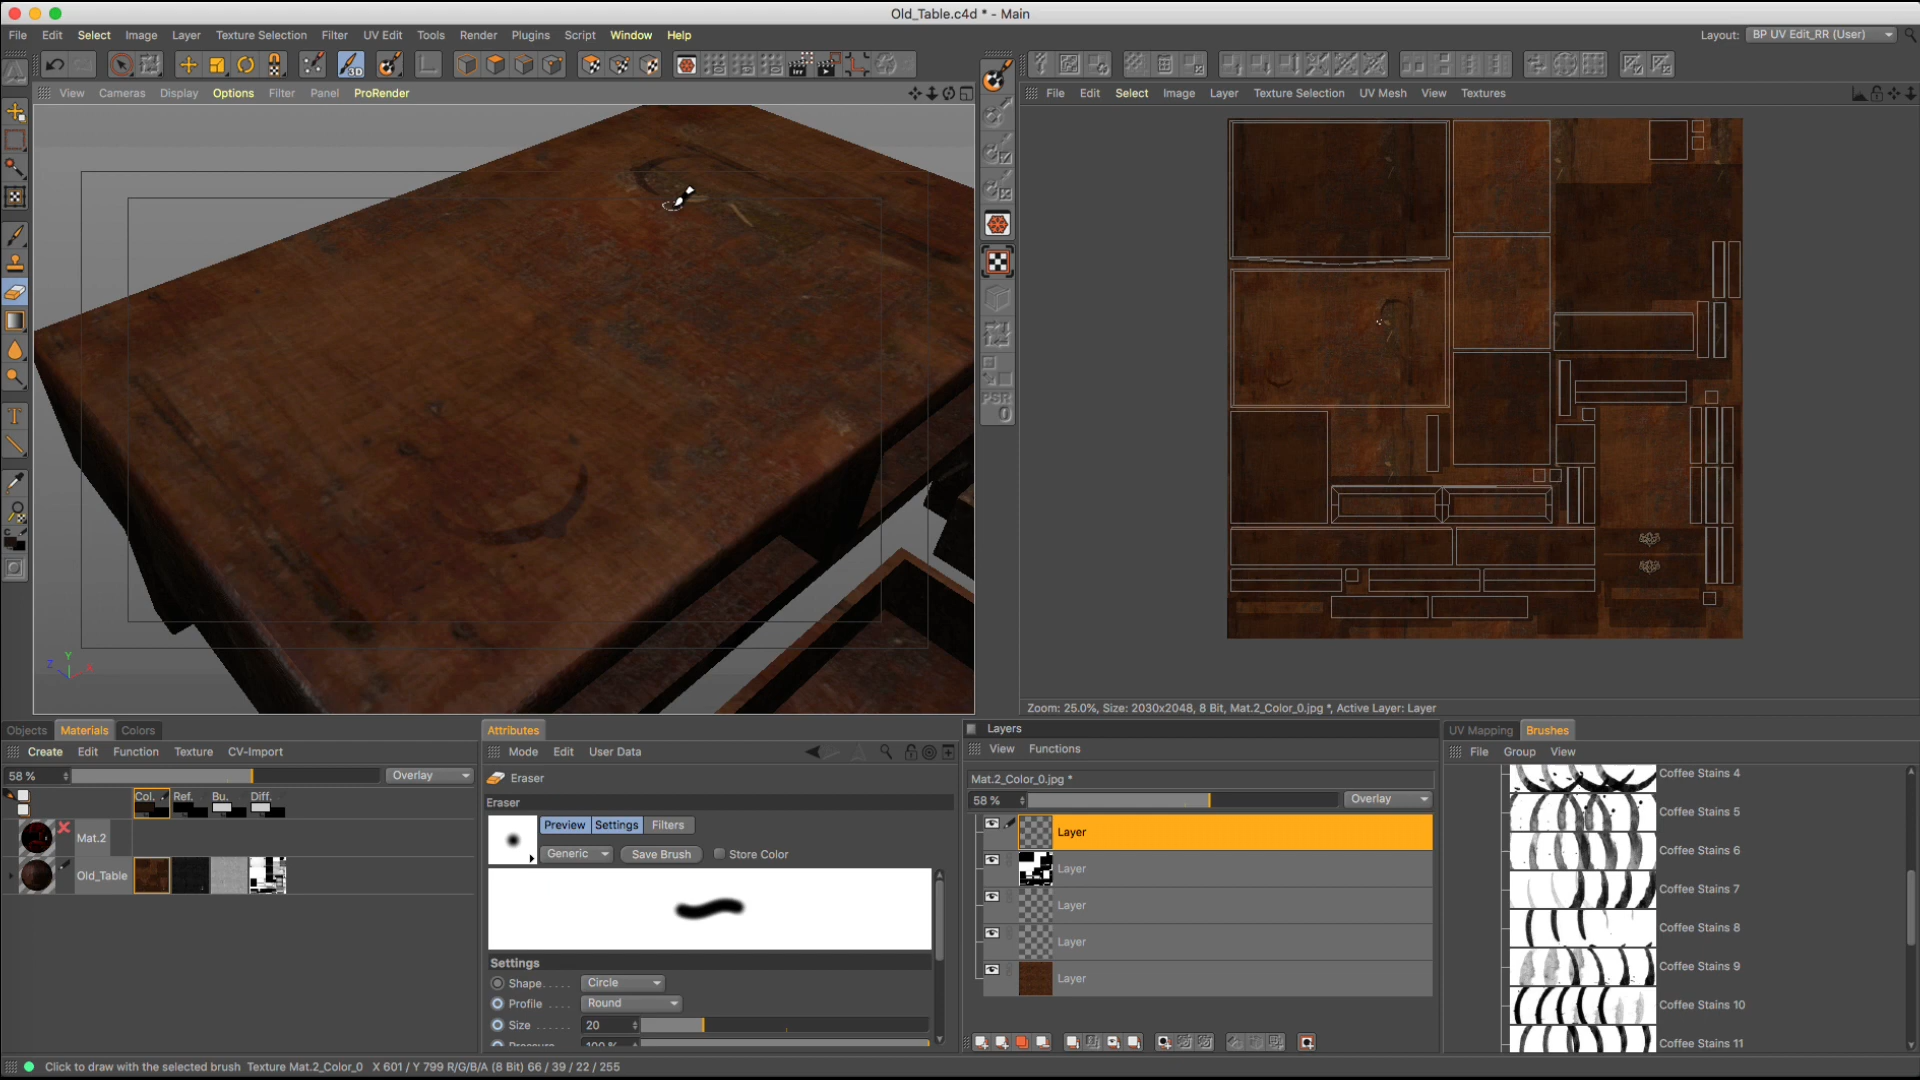 Old_Table.c4d * - Main
File Edit Select Image Layer Texture Selection Filter UV Edit Tools Render Plugins Script Window Help
Layout: BP UV Edit_RR (User)
View Cameras Display Options Filter Panel ProRender
File Edit Select Image Layer Texture Selection UV Mesh View Textures
3D
PSR
0
Y
Z X
Zoom: 25.0%, Size: 2030x2048, 8 Bit, Mat.2_Color_0.jpg *, Active Layer: Layer
Objects Materials Colors
Create Edit Function Texture CV-Import
58 % Overlay
Col. Ref. Bu. Diff.
Mat.2
Old_Table
Attributes
Mode Edit User Data
Eraser
Eraser
Preview Settings Filters
Generic Save Brush Store Color
Settings
Shape..... Circle
Profile .... Round
Size ...... 20
Layers
View Functions
Mat.2_Color_0.jpg *
58 % Overlay
Layer
Layer
Layer
Layer
Layer
UV Mapping Brushes
File Group View
Coffee Stains 4
Coffee Stains 5
Coffee Stains 6
Coffee Stains 7
Coffee Stains 8
Coffee Stains 9
Coffee Stains 10
Coffee Stains 11
Click to draw with the selected brush Texture Mat.2_Color_0 X 601 / Y 799 R/G/B/A (8 Bit) 66 / 39 / 22 / 255